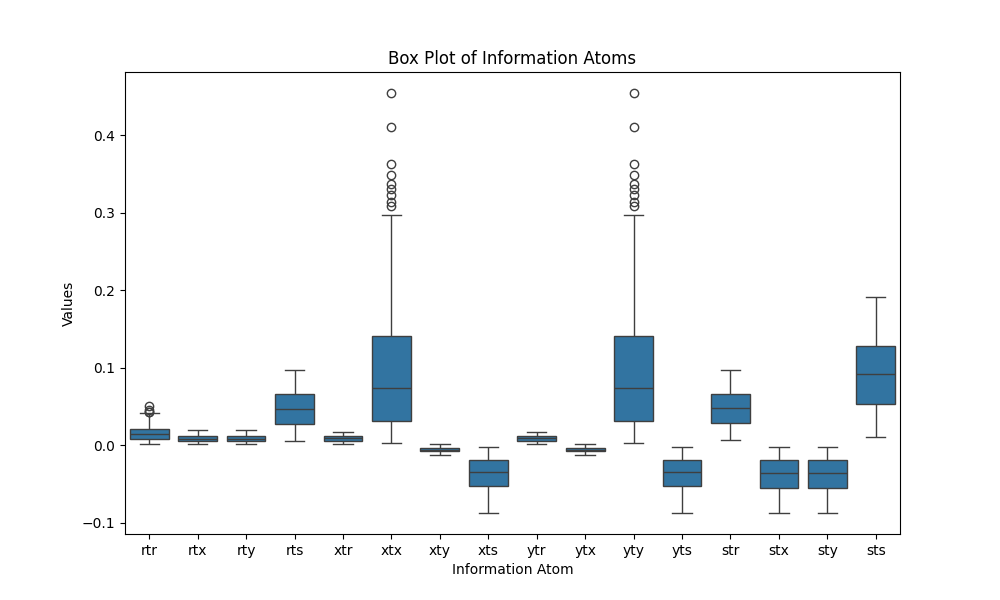 Box Plot of Information Atoms
Values
0.4
0.3
0.2
0.1
0.0
−0.1
rtr rtx rty rts xtr xtx xty xts ytr ytx yty yts str stx sty sts
Information Atom